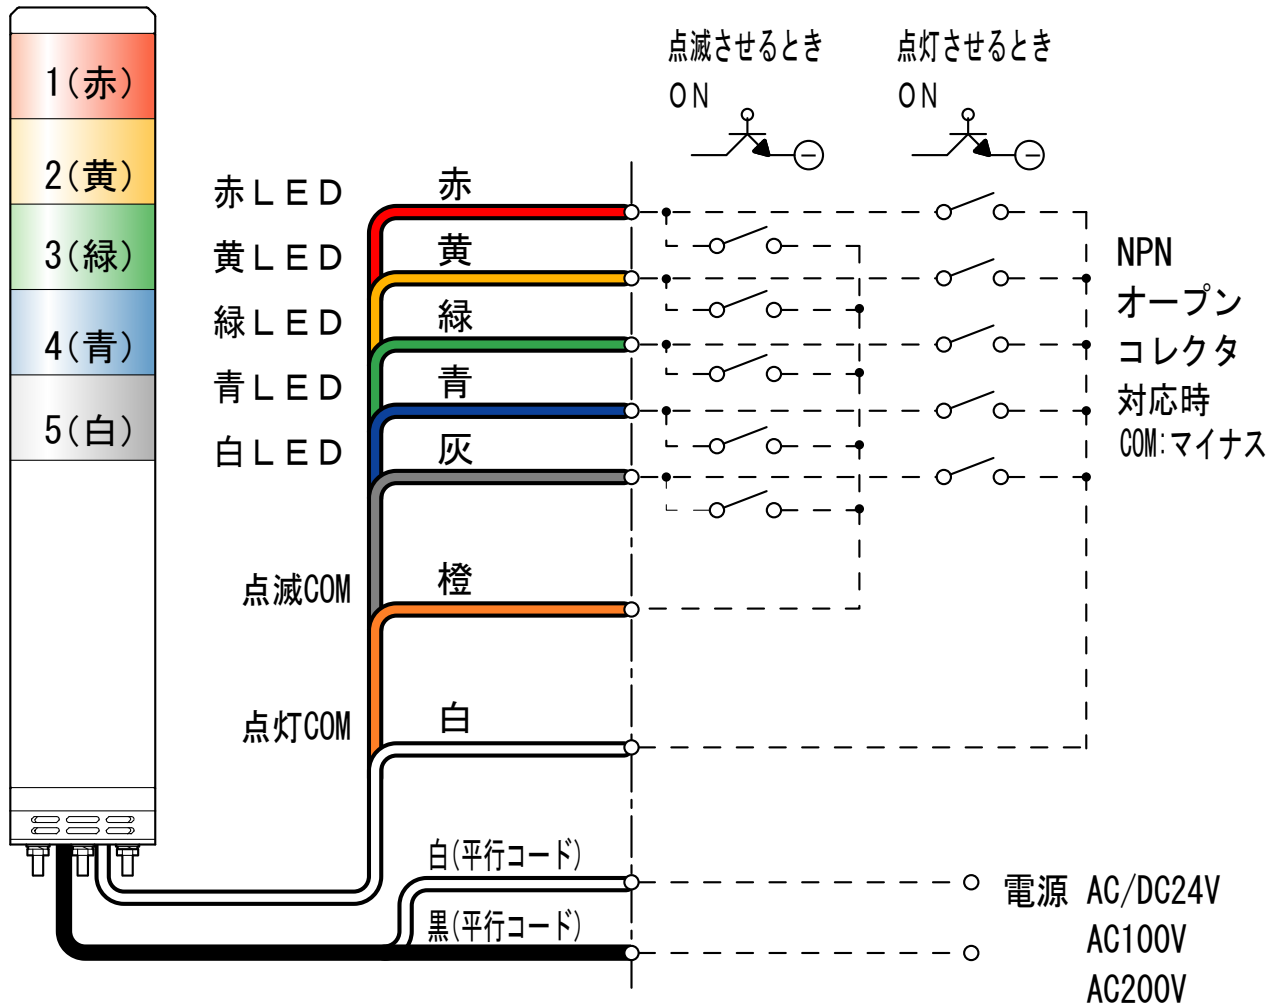 点滅させるとき
ON
点灯させるとき
ON
1(赤)
2(黄)
3(緑)
4(青)
5(白)
赤ＬＥＤ
赤
黄ＬＥＤ
黄
緑ＬＥＤ
緑
青ＬＥＤ
青
白ＬＥＤ
灰
点滅COM
橙
点灯COM
白
NPN
オープン
コレクタ
対応時
COM:マイナス
白(平行コード)
黒(平行コード)
電源 AC/DC24V
AC100V
AC200V